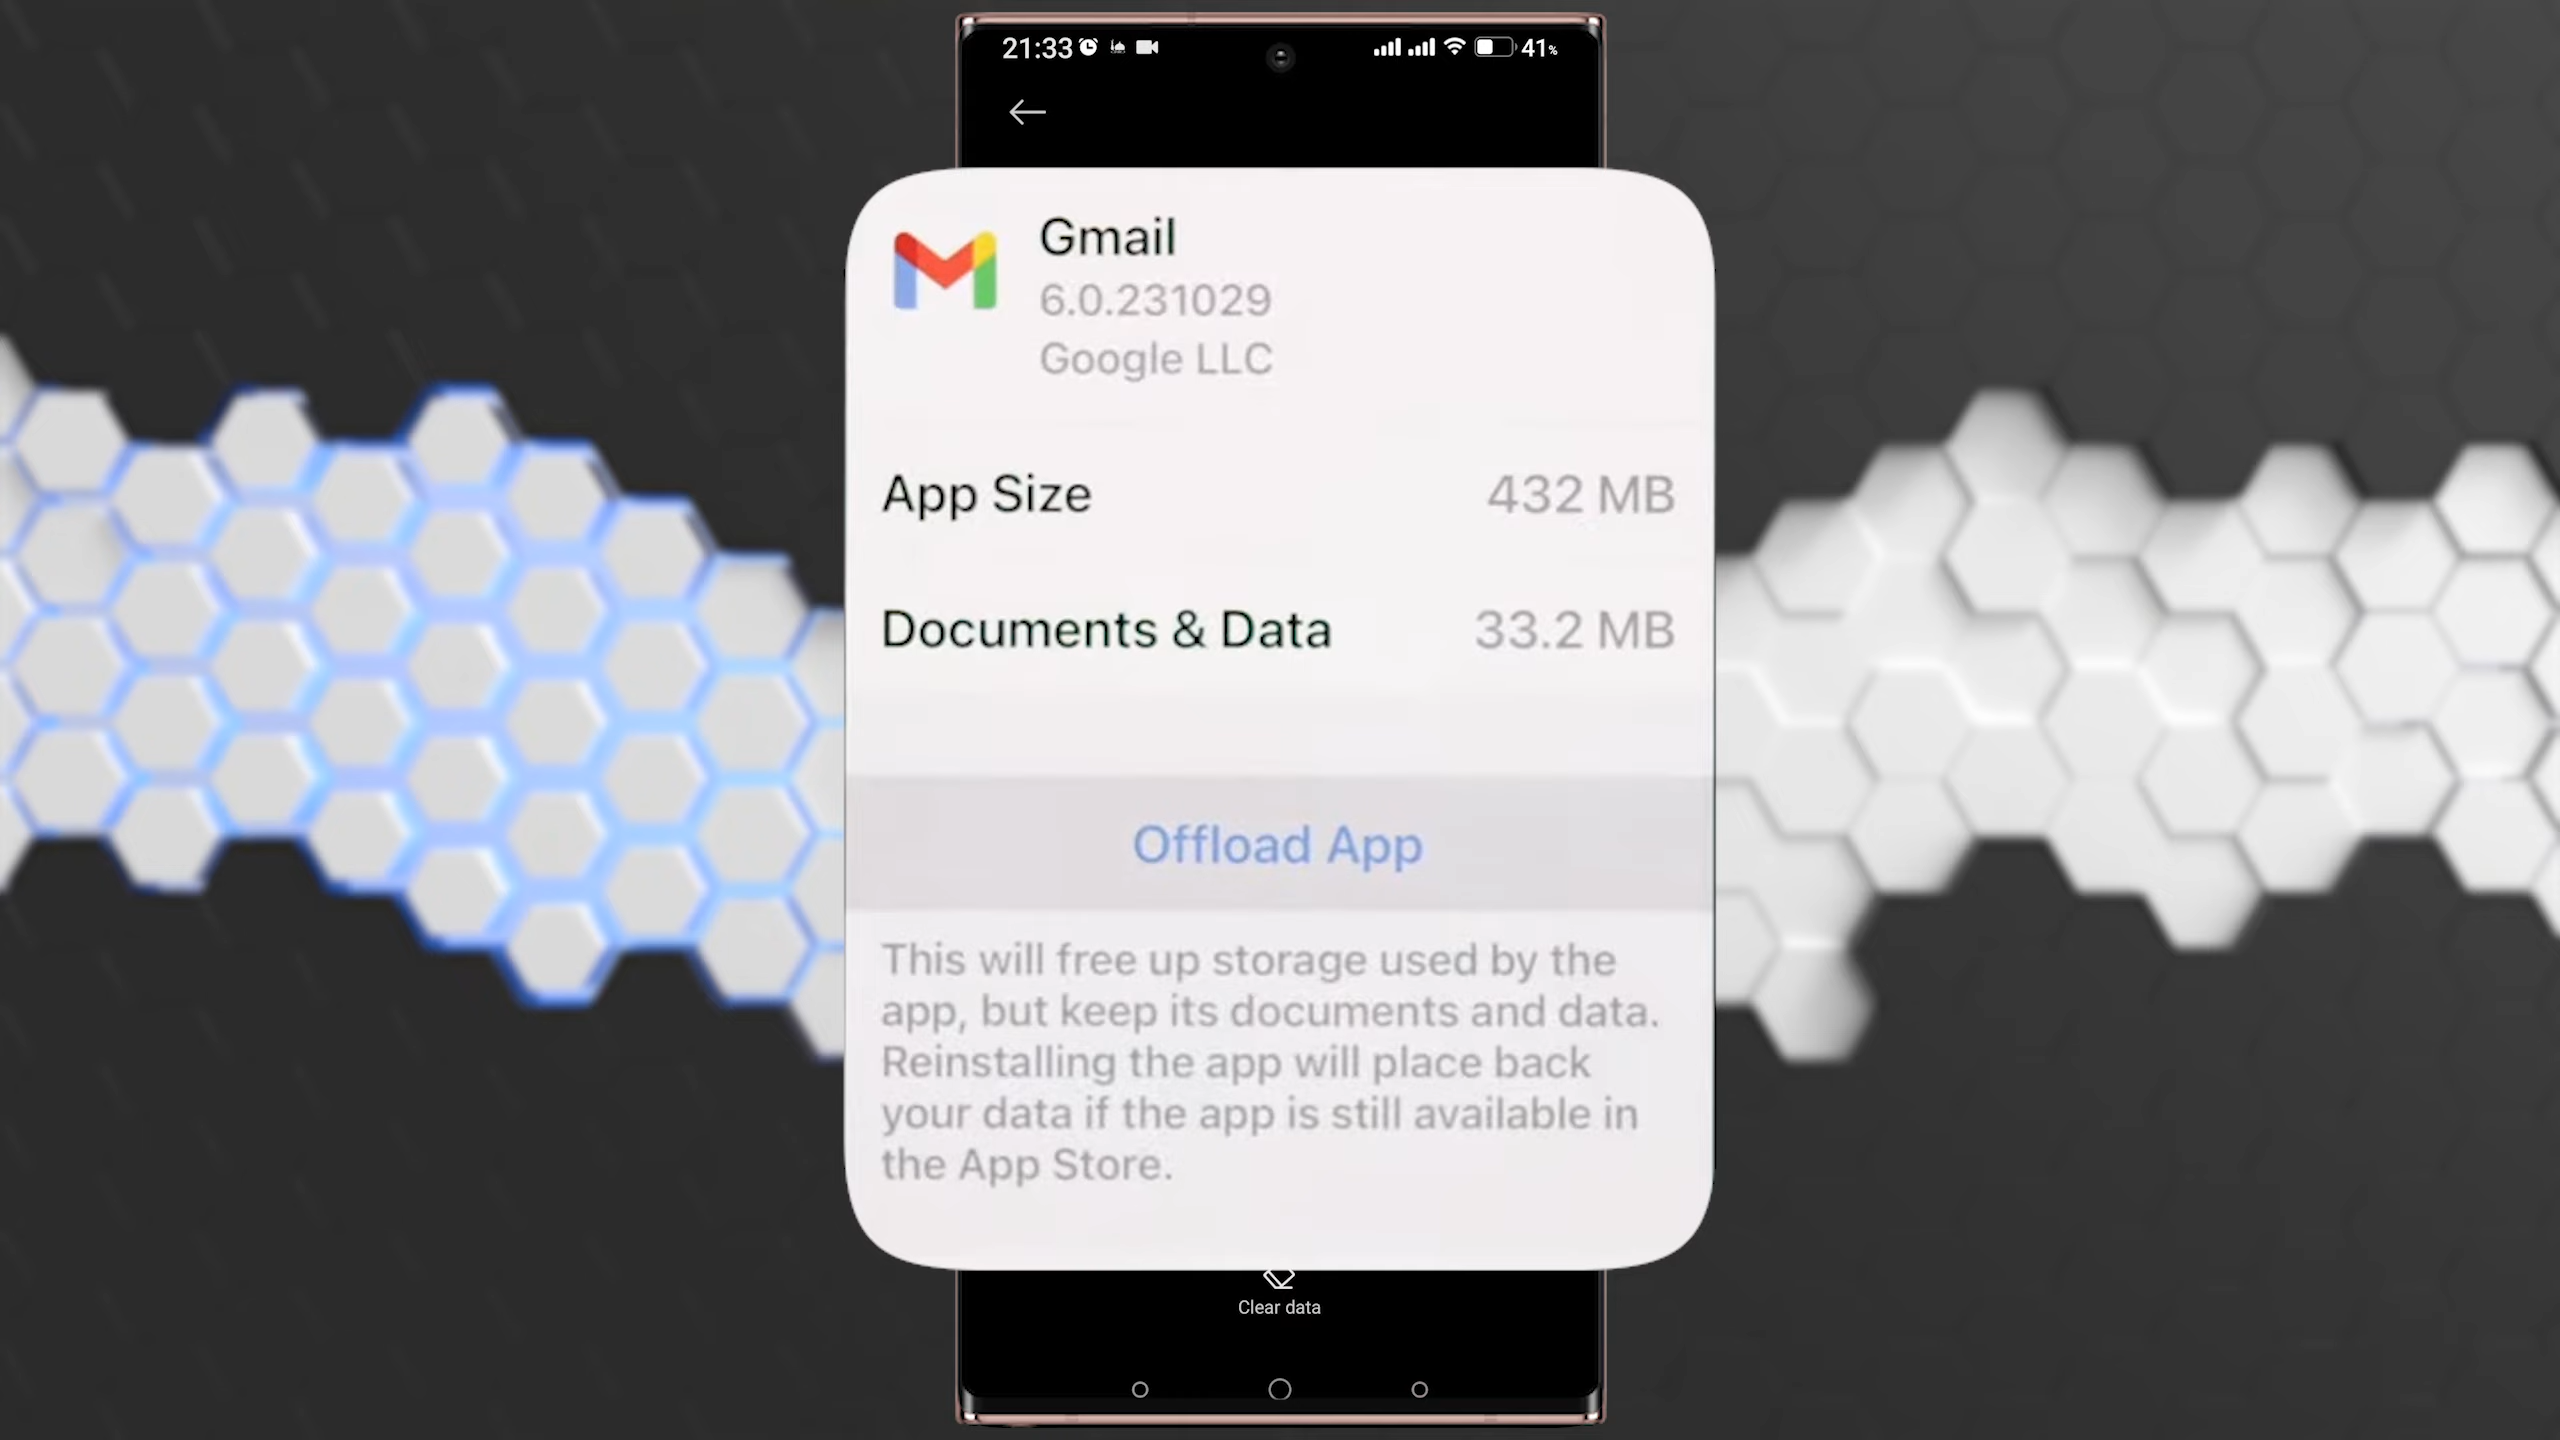 21:33 41%
Gmail
6.0.231029
Google LLC
App Size 432 MB
Documents & Data 33.2 MB
Offload App
This will free up storage used by the
app, but keep its documents and data.
Reinstalling the app will place back
your data if the app is still available in
the App Store.
Clear data